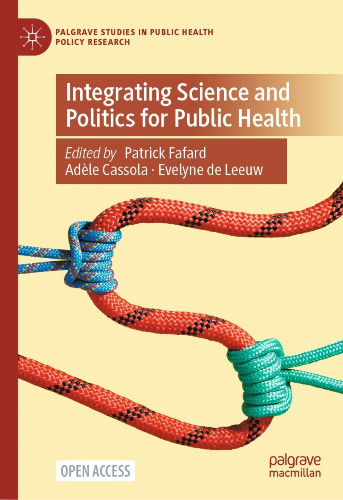 PALGRAVE STUDIES IN PUBLIC HEALTH
POLICY RESEARCH
Integrating Science and
Politics for Public Health
Edited by Patrick Fafard
Adèle Cassola · Evelyne de Leeuw
OPEN ACCESS
palgrave
macmillan